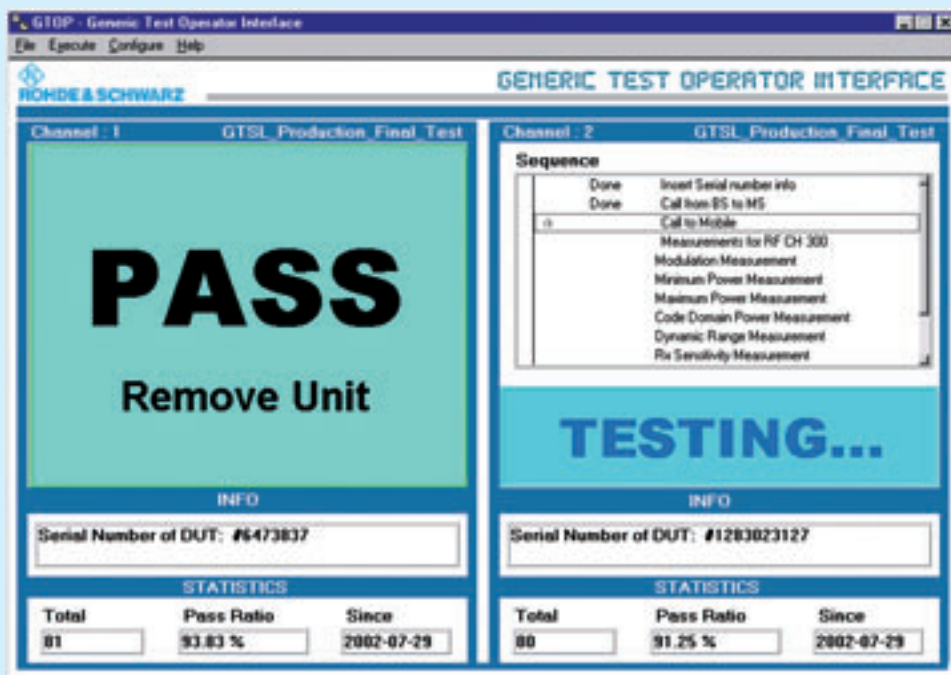 GTOP - Generic Test Operator Interface
File Execute Configure Help
ROHDE & SCHWARZ
GENERIC TEST OPERATOR INTERFACE
Channel : 1 GTSL_Production_Final_Test
PASS
Remove Unit
INFO
Serial Number of DUT: #6473837
STATISTICS
Total Pass Ratio Since
81 93.83 % 2002-07-29
Channel : 2 GTSL_Production_Final_Test
Sequence
Done Insert Serial number info
Done Call from BS to MS
Call to Mobile
Measurements for RF CH 300
Modulation Measurement
Minimum Power Measurement
Maximum Power Measurement
Code Domain Power Measurement
Dynamic Range Measurement
Rx Sensitivity Measurement
TESTING...
INFO
Serial Number of DUT: #1283023127
STATISTICS
Total Pass Ratio Since
80 91.25 % 2002-07-29